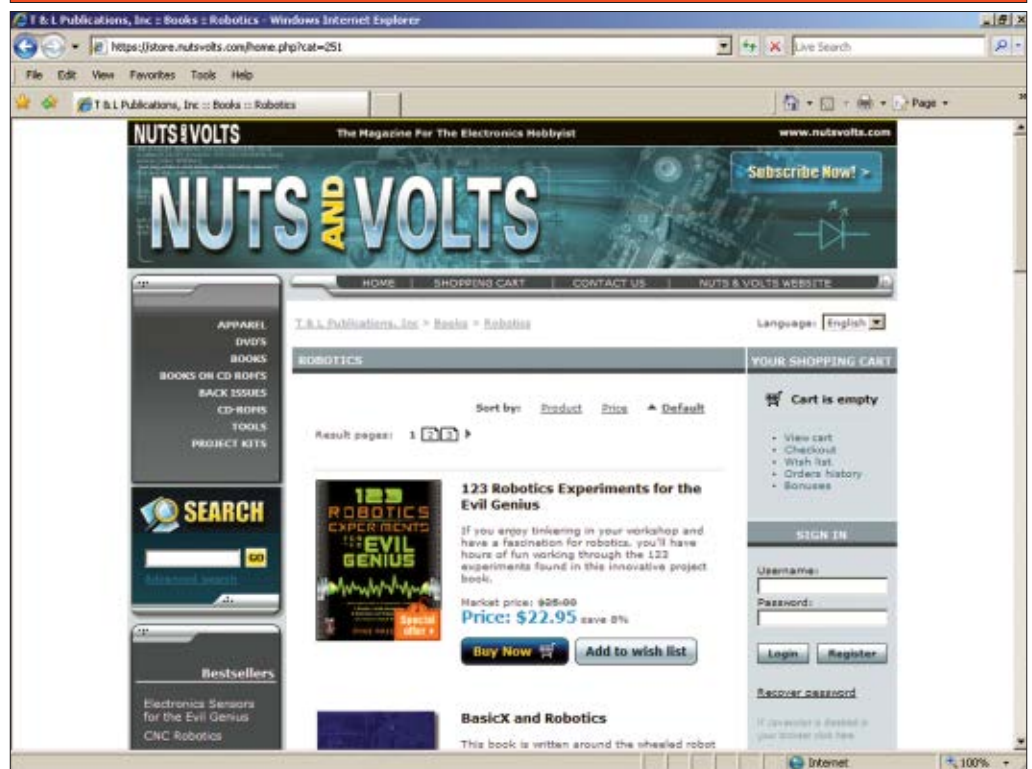 T & L Publications, Inc :: Books :: Robotics - Windows Internet Explorer
https://store.nutsvolts.com/home.php?cat=251
Live Search
File Edit View Favorites Tools Help
T & L Publications, Inc :: Books :: Robotics
Page
NUTS & VOLTS
The Magazine For The Electronics Hobbyist
www.nutsvolts.com
NUTS AND VOLTS
Subscribe Now! >
HOME | SHOPPING CART | CONTACT US | NUTS & VOLTS WEBSITE
APPAREL
DVD'S
BOOKS
BOOKS ON CD ROM'S
BACK ISSUES
CD-ROMS
TOOLS
PROJECT KITS
T & L Publications, Inc > Books > Robotics
Language: English
ROBOTICS
YOUR SHOPPING CART
Sort by: Product Price Default
Result pages: 1 2 3
Cart is empty
View cart
Checkout
Wish list
Orders history
Bonuses
SEARCH
GO
Advanced search
123
ROBOTICS
EXPERIMENTS
FOR THE
EVIL
GENIUS
Special offer
123 Robotics Experiments for the
Evil Genius
If you enjoy tinkering in your workshop and
have a fascination for robotics, you'll have
hours of fun working through the 123
experiments found in this innovative project
book.
Market price: $25.00
Price: $22.95 save 8%
Buy Now
Add to wish list
SIGN IN
Username:
Password:
Login Register
Recover password
If javascript is disabled in
your browser click here
Bestsellers
Electronics Sensors
for the Evil Genius
CNC Robotics
BasicX and Robotics
This book is written around the wheeled robot
Internet
100%